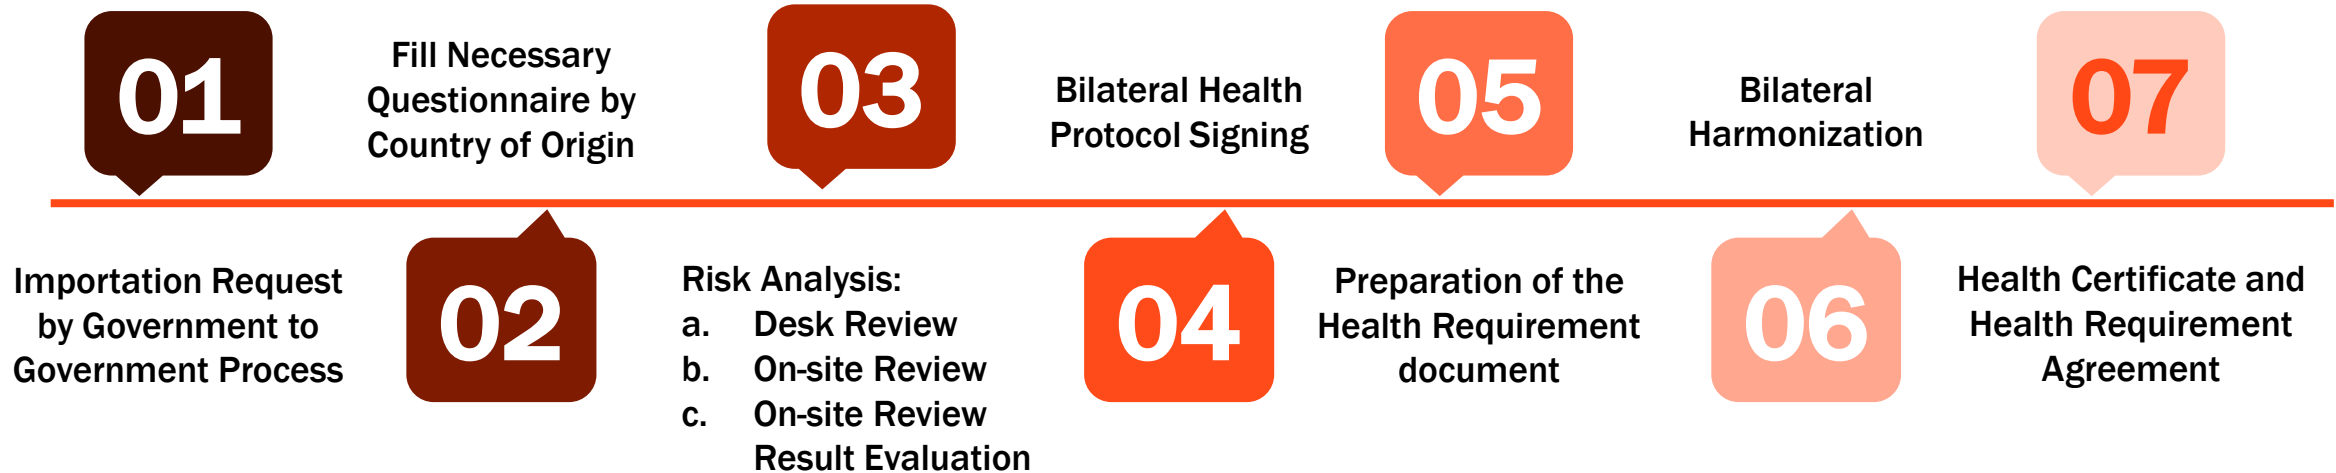 01
Importation Request
by Government to
Government Process
Fill Necessary
Questionnaire by
Country of Origin
02
03
Risk Analysis:
a. Desk Review
b. On-site Review
c. On-site Review
Result Evaluation
Bilateral Health
Protocol Signing
04
05
Preparation of the
Health Requirement
document
Bilateral
Harmonization
06
07
Health Certificate and
Health Requirement
Agreement